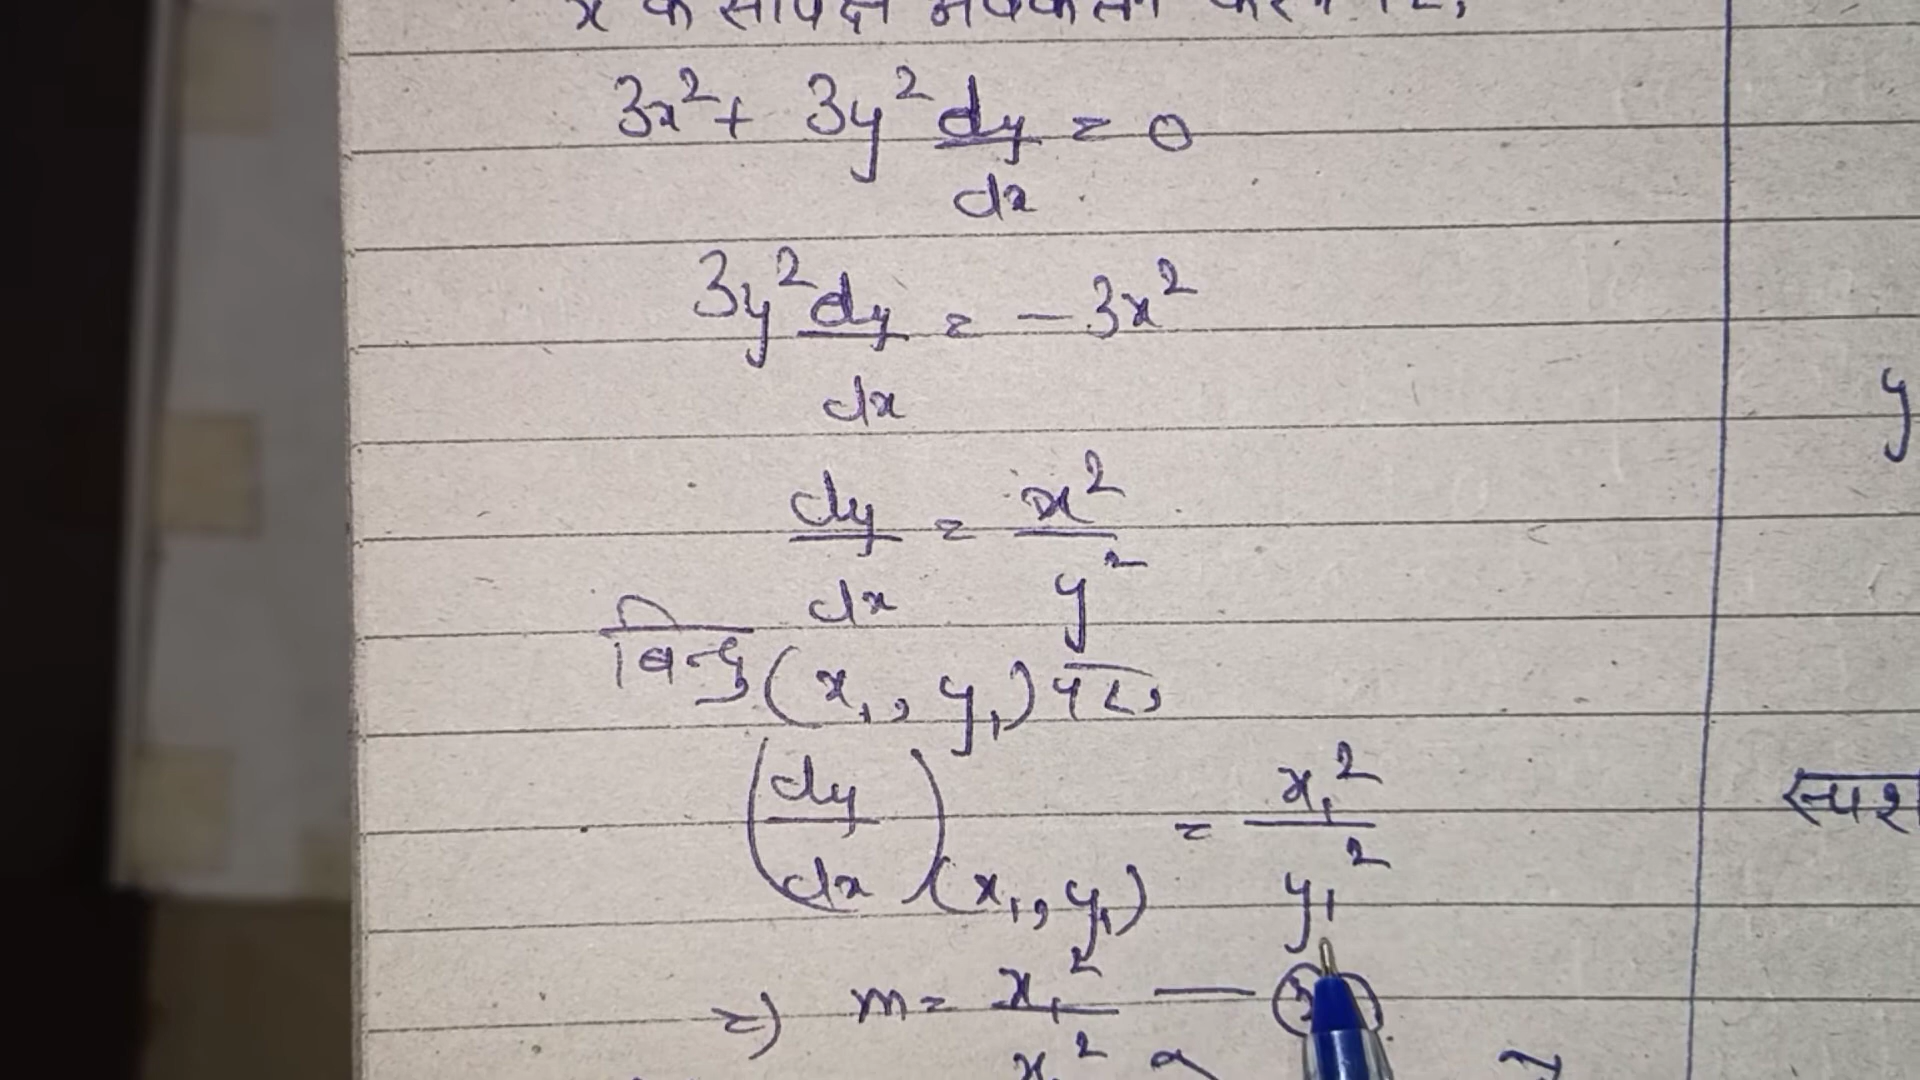 x के सापेक्ष
3x² + 3y² dy/dx = 0
3y² dy/dx = - 3x²
dy/dx = x²/y²
बिन्दु (x₁, y₁) पर,
(dy/dx)(x₁, y₁) = x₁²/y₁²
=> m = x₁²
y